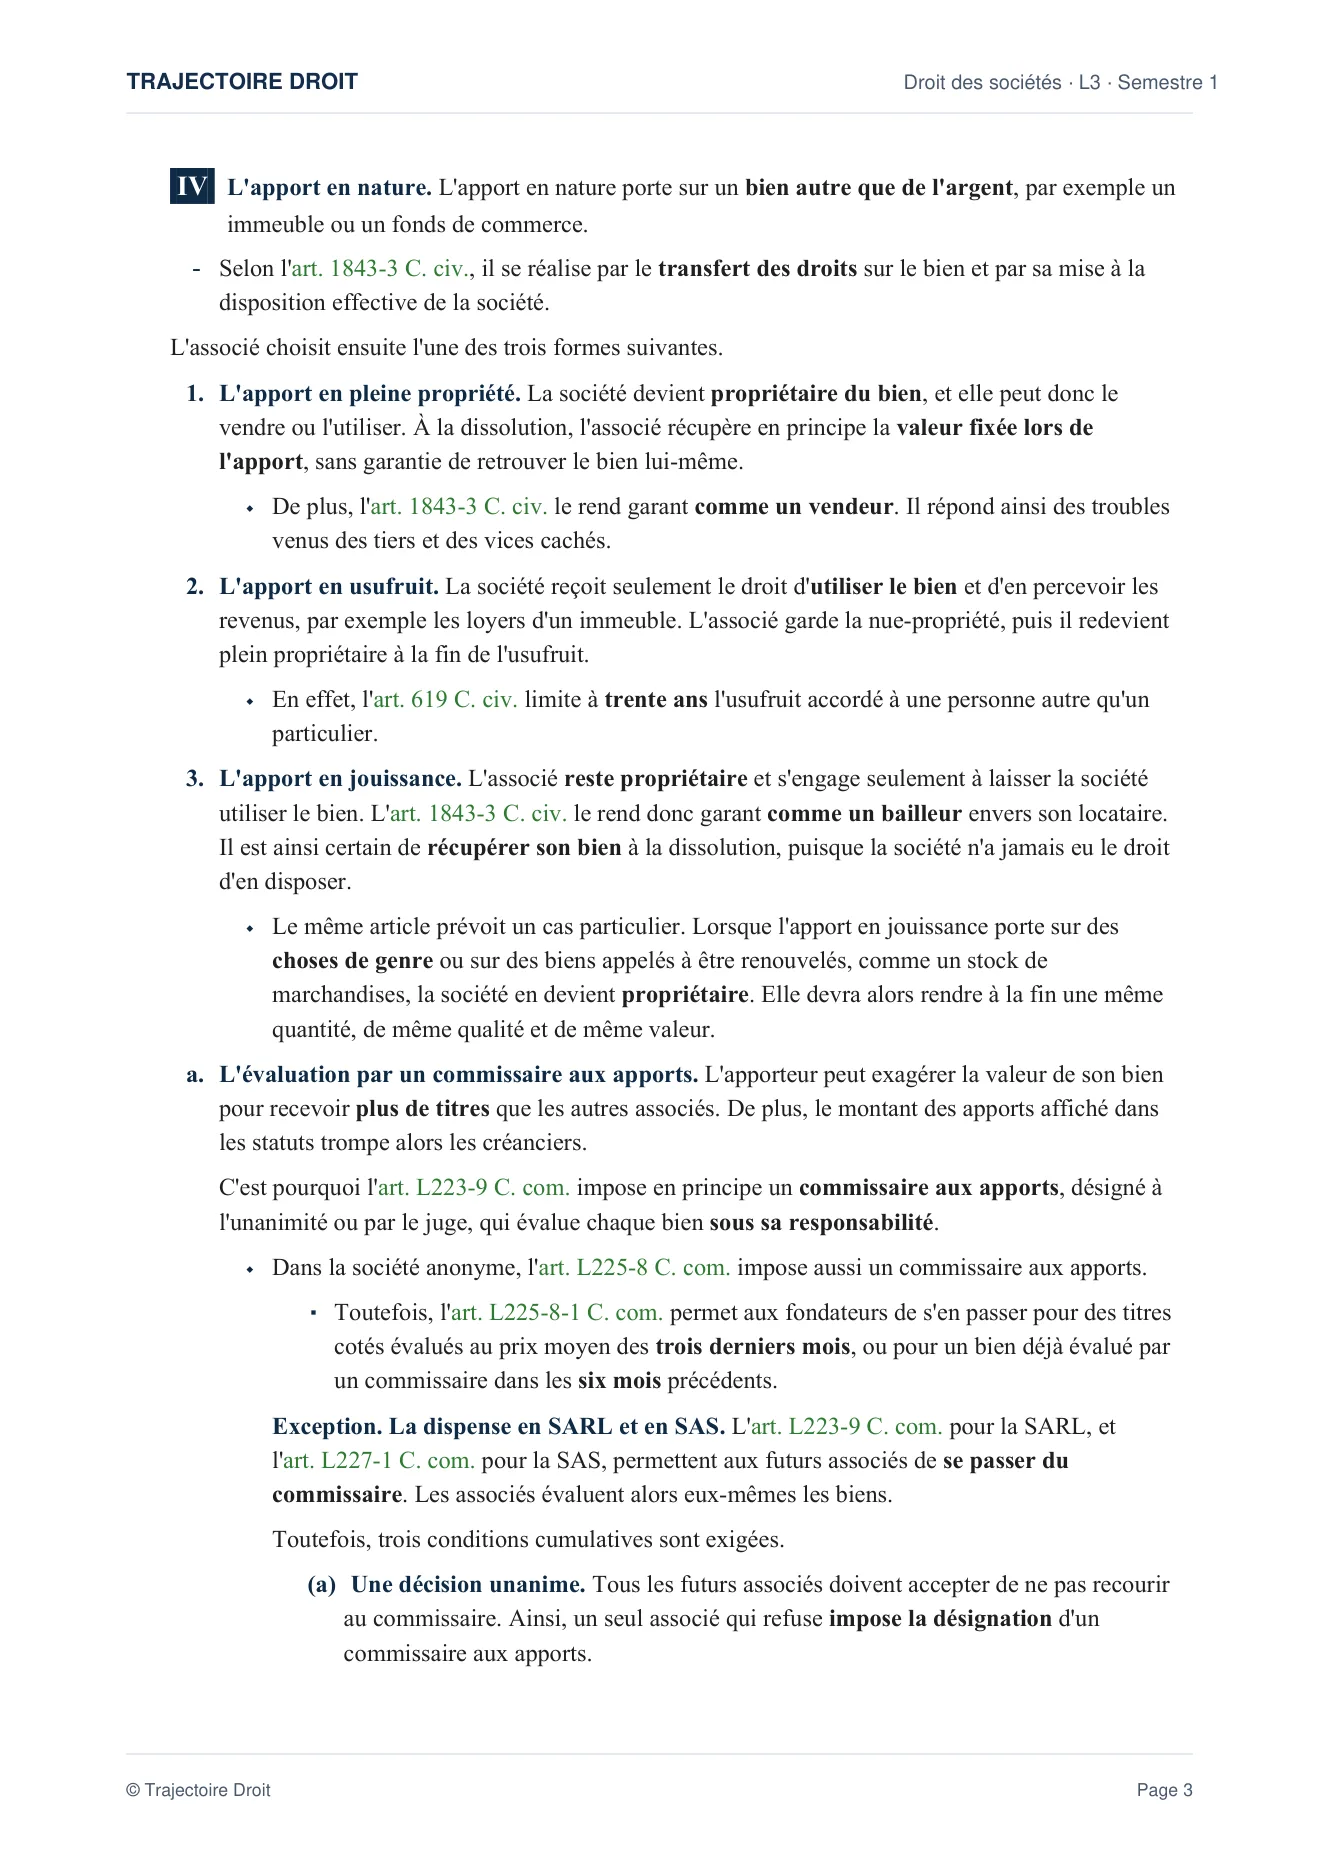 TRAJECTOIRE DROIT
Droit des sociétés · L3 · Semestre 1
IV L'apport en nature. L'apport en nature porte sur un bien autre que de l'argent, par exemple un
immeuble ou un fonds de commerce.
- Selon l'art. 1843-3 C. civ., il se réalise par le transfert des droits sur le bien et par sa mise à la
disposition effective de la société.
L'associé choisit ensuite l'une des trois formes suivantes.
1. L'apport en pleine propriété. La société devient propriétaire du bien, et elle peut donc le
vendre ou l'utiliser. À la dissolution, l'associé récupère en principe la valeur fixée lors de
l'apport, sans garantie de retrouver le bien lui-même.
⬩ De plus, l'art. 1843-3 C. civ. le rend garant comme un vendeur. Il répond ainsi des troubles
venus des tiers et des vices cachés.
2. L'apport en usufruit. La société reçoit seulement le droit d'utiliser le bien et d'en percevoir les
revenus, par exemple les loyers d'un immeuble. L'associé garde la nue-propriété, puis il redevient
plein propriétaire à la fin de l'usufruit.
⬩ En effet, l'art. 619 C. civ. limite à trente ans l'usufruit accordé à une personne autre qu'un
particulier.
3. L'apport en jouissance. L'associé reste propriétaire et s'engage seulement à laisser la société
utiliser le bien. L'art. 1843-3 C. civ. le rend donc garant comme un bailleur envers son locataire.
Il est ainsi certain de récupérer son bien à la dissolution, puisque la société n'a jamais eu le droit
d'en disposer.
⬩ Le même article prévoit un cas particulier. Lorsque l'apport en jouissance porte sur des
choses de genre ou sur des biens appelés à être renouvelés, comme un stock de
marchandises, la société en devient propriétaire. Elle devra alors rendre à la fin une même
quantité, de même qualité et de même valeur.
a. L'évaluation par un commissaire aux apports. L'apporteur peut exagérer la valeur de son bien
pour recevoir plus de titres que les autres associés. De plus, le montant des apports affiché dans
les statuts trompe alors les créanciers.
C'est pourquoi l'art. L223-9 C. com. impose en principe un commissaire aux apports, désigné à
l'unanimité ou par le juge, qui évalue chaque bien sous sa responsabilité.
⬩ Dans la société anonyme, l'art. L225-8 C. com. impose aussi un commissaire aux apports.
▪ Toutefois, l'art. L225-8-1 C. com. permet aux fondateurs de s'en passer pour des titres
cotés évalués au prix moyen des trois derniers mois, ou pour un bien déjà évalué par
un commissaire dans les six mois précédents.
Exception. La dispense en SARL et en SAS. L'art. L223-9 C. com. pour la SARL, et
l'art. L227-1 C. com. pour la SAS, permettent aux futurs associés de se passer du
commissaire. Les associés évaluent alors eux-mêmes les biens.
Toutefois, trois conditions cumulatives sont exigées.
(a) Une décision unanime. Tous les futurs associés doivent accepter de ne pas recourir
au commissaire. Ainsi, un seul associé qui refuse impose la désignation d'un
commissaire aux apports.
© Trajectoire Droit
Page 3